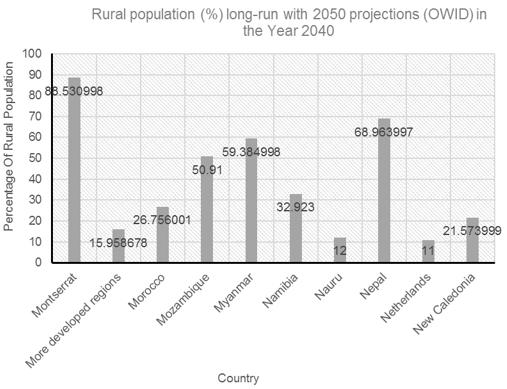 Rural population (%) long-run with 2050 projections (OWID) in
the Year 2040
Percentage Of Rural Population
100
90
80
70
60
50
40
30
20
10
0
88.530998
15.958678
26.756001
50.91
59.384998
32.923
12
68.963997
11
21.573999
Montserrat
More developed regions
Morocco
Mozambique
Myanmar
Namibia
Nauru
Nepal
Netherlands
New Caledonia
Country